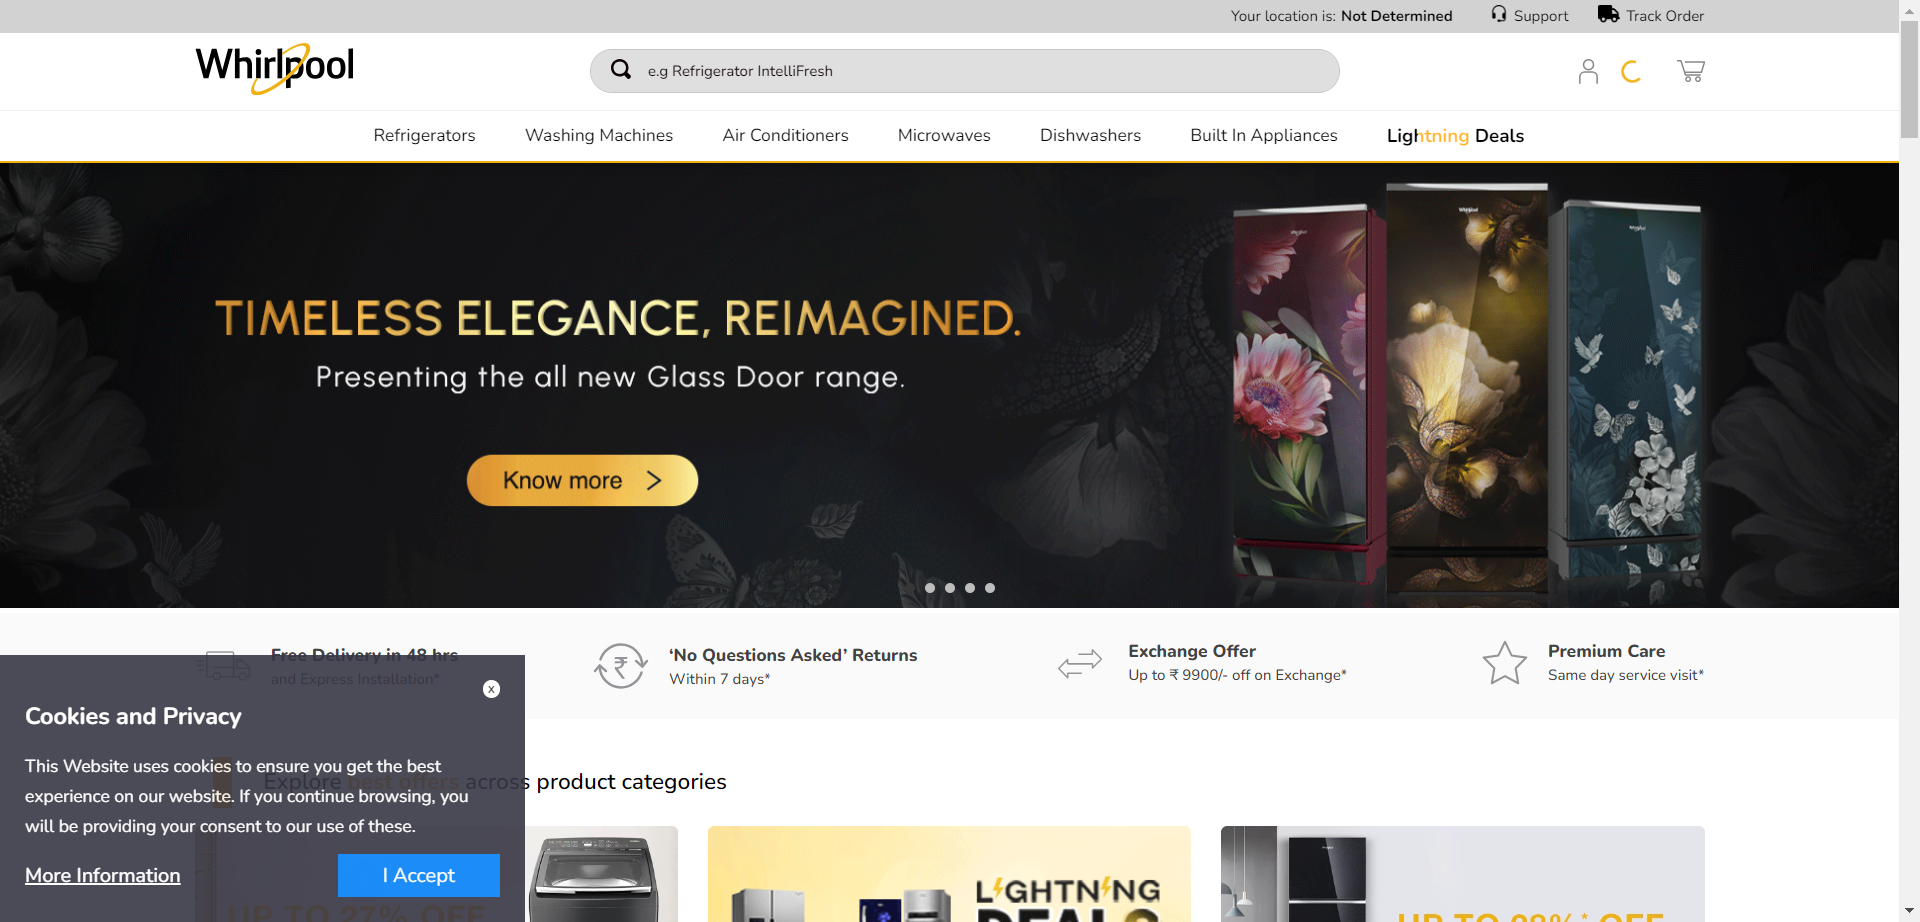 Your location is: Not Determined
Support
Track Order
Whirlpool
e.g Refrigerator IntelliFresh
Refrigerators
Washing Machines
Air Conditioners
Microwaves
Dishwashers
Built In Appliances
Lightning Deals
TIMELESS ELEGANCE, REIMAGINED.
Presenting the all new Glass Door range.
Know more
Free Delivery in 48 hrs
and Express Installation*
'No Questions Asked' Returns
Within 7 days*
Exchange Offer
Up to ₹ 9900/- off on Exchange*
Premium Care
Same day service visit*
x
Cookies and Privacy
This Website uses cookies to ensure you get the best
experience on our website. If you continue browsing, you
will be providing your consent to our use of these.
More Information
I Accept
Explore best offers across product categories
UP TO 27% OFF
LIGHTNING
DEALS